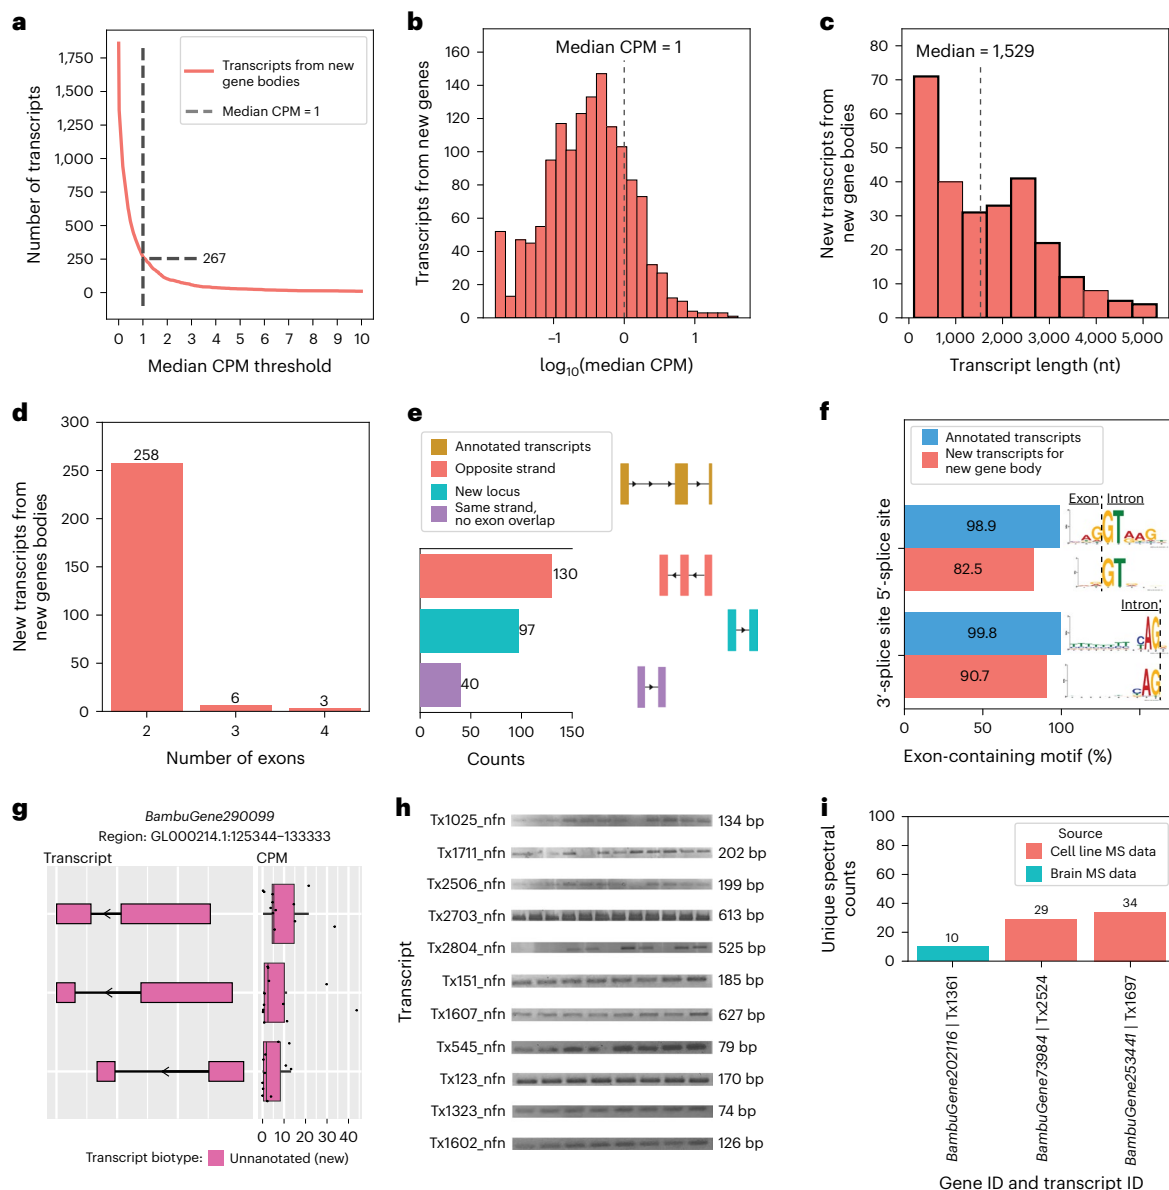 a
1,750
1,500
1,250
1,000
750
500
250
0
Number of transcripts
Transcripts from new
gene bodies
Median CPM = 1
267
0 1 2 3 4 5 6 7 8 9 10
Median CPM threshold
b
Median CPM = 1
160
140
120
100
80
60
40
20
0
Transcripts from new genes
–1 0 1
log10(median CPM)
c
Median = 1,529
80
70
60
50
40
30
20
10
0
New transcripts from
new gene bodies
0 1,000 2,000 3,000 4,000 5,000
Transcript length (nt)
d
300
250
200
150
100
50
0
New transcripts from
new genes bodies
258
6
3
2 3 4
Number of exons
e
Annotated transcripts
Opposite strand
New locus
Same strand,
no exon overlap
130
97
40
0 50 100 150
Counts
f
Annotated transcripts
New transcripts for
new gene body
Exon Intron
5′-splice site
98.9
AGGTAAG
82.5
GT
3′-splice site
Intron
99.8
CAG
90.7
CAG
0 50 100
Exon-containing motif (%)
g
BambuGene290099
Region: GL000214.1:125344–133333
Transcript
CPM
0 10 20 30 40
Transcript biotype: Unnanotated (new)
h
Transcript
Tx1025_nfn 134 bp
Tx1711_nfn 202 bp
Tx2506_nfn 199 bp
Tx2703_nfn 613 bp
Tx2804_nfn 525 bp
Tx151_nfn 185 bp
Tx1607_nfn 627 bp
Tx545_nfn 79 bp
Tx123_nfn 170 bp
Tx1323_nfn 74 bp
Tx1602_nfn 126 bp
i
100
80
60
40
20
0
Unique spectral
counts
Source
Cell line MS data
Brain MS data
10
29
34
BambuGene202116 | Tx1361
BambuGene73984 | Tx2524
BambuGene253441 | Tx1697
Gene ID and transcript ID